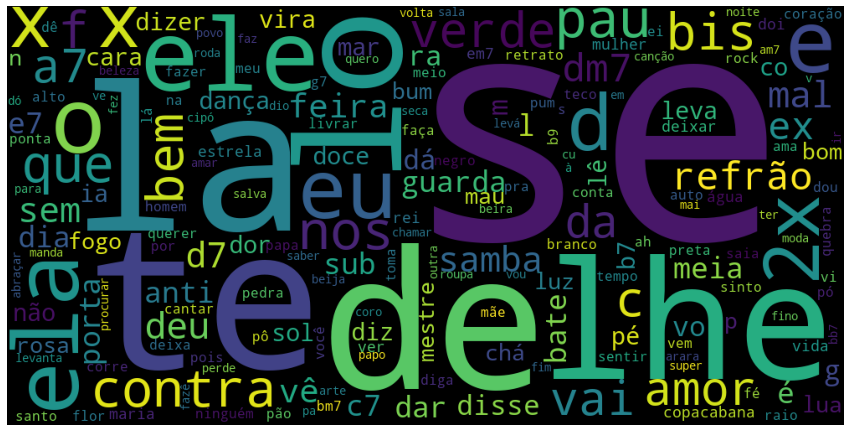 x x f dizer vira ele o verde pau bis e
cara mar ra meio retrato mulher rei rock doi coração volta sala noite
dê povo roda faz meu quero em7 canção am7 v
n a7 fazer g7 dm7 co
beleza dança feira bum m teco em
dó alto ve na dio pum s leva mal
e7 fez cipó livrar l faça b9 deixar ex
ponta lá estrela doce dá levá d lê ama ir
o la l se negro cu bom
que bem seca guarda à
para ia amar eu mau pra conta refrão dou
sem salva nos beira da auto água
dia homem rei mai quebra
fogo querer dor papa chamar branco ah ter 2x
manda por d7 saber sub samba b7 preta saia moda
abraçar porta anti pedra beija toma outra roupa luz tempo meia vi
ela procurar te delhe sinto pó
não cantar coro vou c pé vo
rosa deu pô sol diz mãe mestre bate p fino bb7
levanta deixa você ver papo chá sentir vem vida
corre pois perde fim arara
contra vê diga vai super g
santo flor bm7 arte dar disse amor fé é
maria faze pão pa c7 copacabana raio lua
ninguém